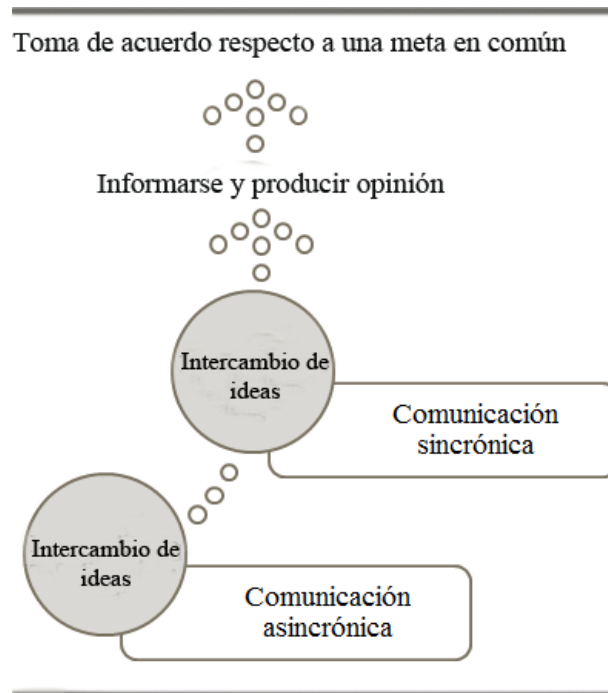 Toma de acuerdo respecto a una meta en común
Informarse y producir opinión
Intercambio de
ideas
Comunicación
sincrónica
Intercambio de
ideas
Comunicación
asincrónica